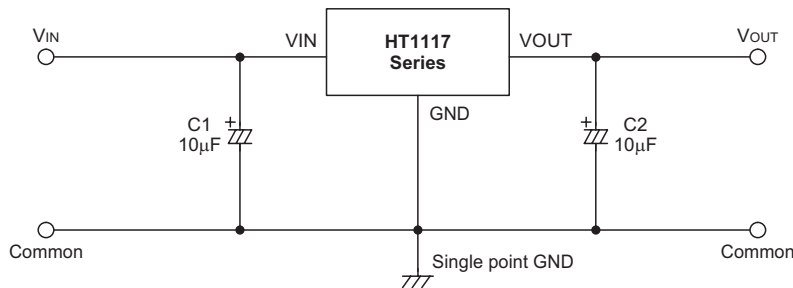 VIN
VIN
HT1117
Series
VOUT
VOUT
GND
+
C1
10μF
+
C2
10μF
Common
Single point GND
Common